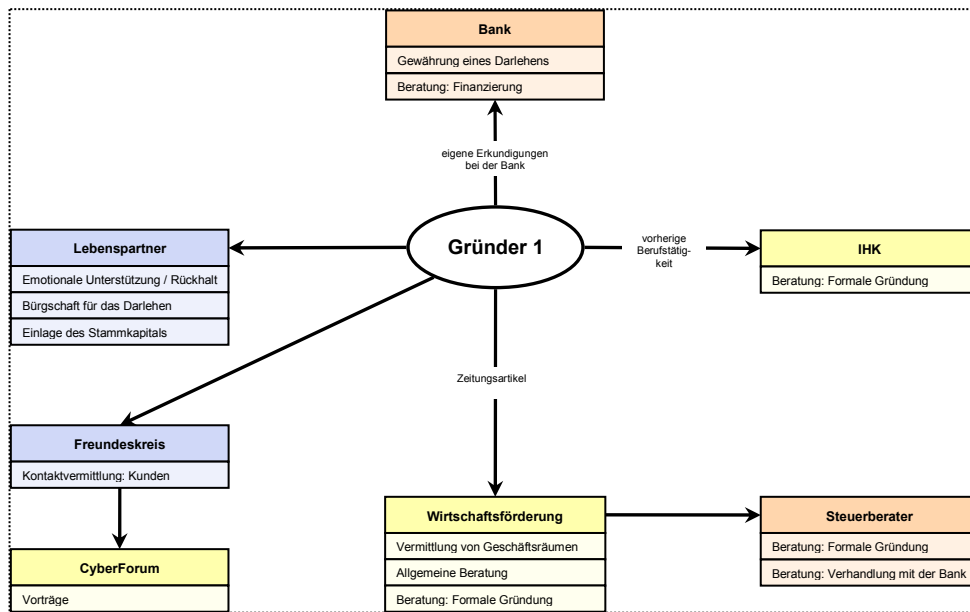 Bank
Gewährung eines Darlehens
Beratung: Finanzierung
eigene Erkundigungen
bei der Bank
Gründer 1
vorherige
Berufstätig-
keit
Lebenspartner
Emotionale Unterstützung / Rückhalt
Bürgschaft für das Darlehen
Einlage des Stammkapitals
IHK
Beratung: Formale Gründung
Zeitungsartikel
Freundeskreis
Kontaktvermittlung: Kunden
Wirtschaftsförderung
Vermittlung von Geschäftsräumen
Allgemeine Beratung
Beratung: Formale Gründung
Steuerberater
Beratung: Formale Gründung
Beratung: Verhandlung mit der Bank
CyberForum
Vorträge